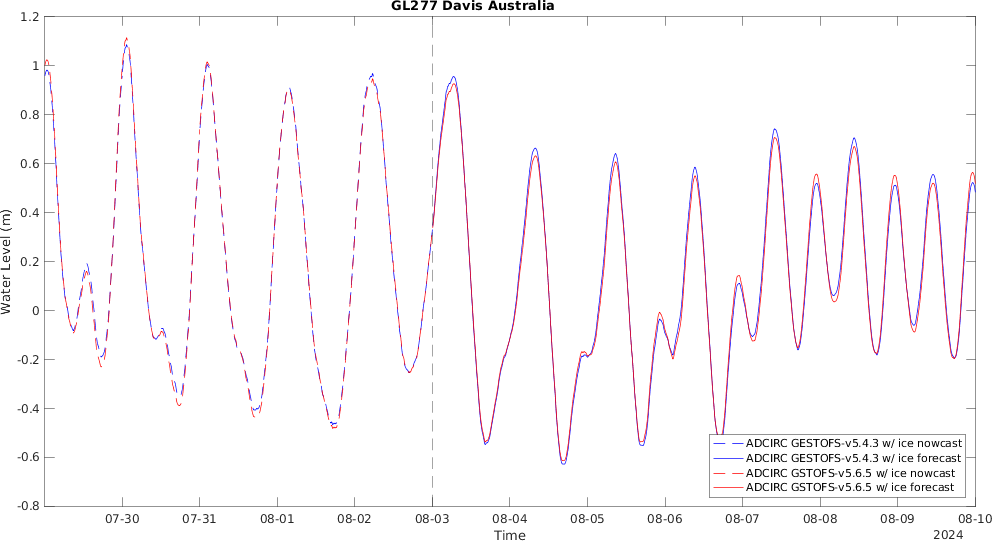 GL277 Davis Australia
1.2
1
0.8
0.6
0.4
0.2
0
-0.2
-0.4
-0.6
-0.8
Water Level (m)
07-30 07-31 08-01 08-02 08-03 08-04 08-05 08-06 08-07 08-08 08-09 08-10
Time
2024
ADCIRC GESTOFS-v5.4.3 w/ ice nowcast
ADCIRC GESTOFS-v5.4.3 w/ ice forecast
ADCIRC GSTOFS-v5.6.5 w/ ice nowcast
ADCIRC GSTOFS-v5.6.5 w/ ice forecast